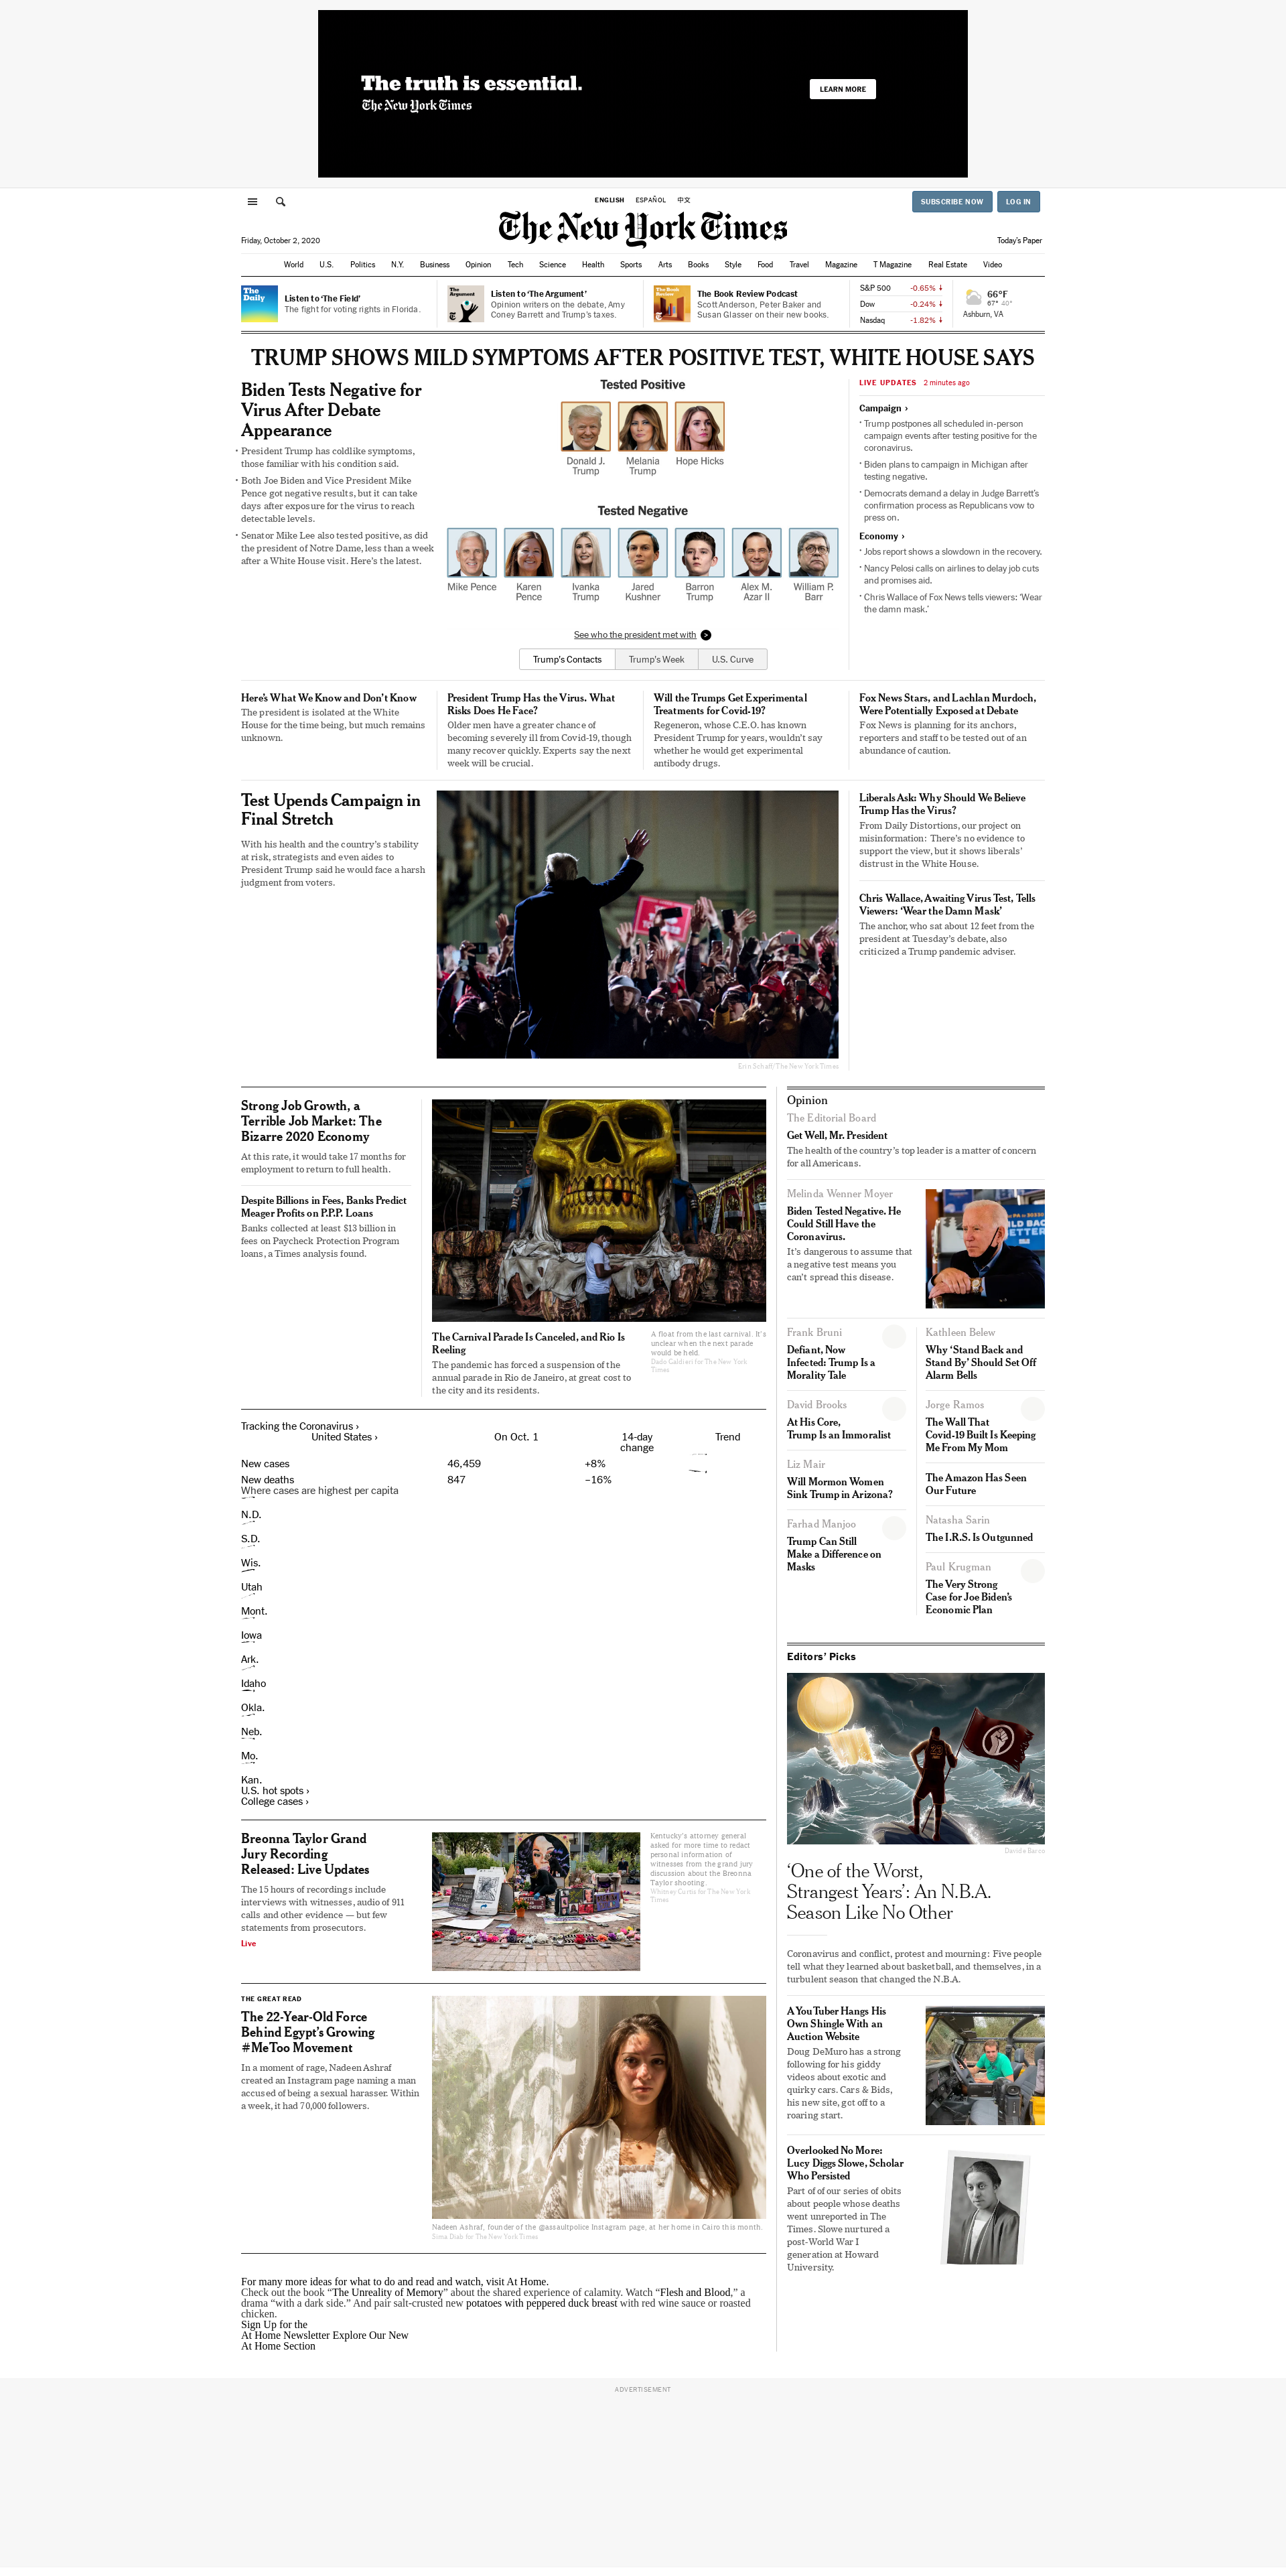 The truth is essential.
The New York Times
LEARN MORE
ENGLISH ESPAÑOL 中文
SUBSCRIBE NOW LOG IN
The New York Times
Friday, October 2, 2020
Today's Paper
World U.S. Politics N.Y. Business Opinion Tech Science Health Sports Arts Books Style Food Travel Magazine T Magazine Real Estate Video
The Daily
Listen to ‘The Field’
The fight for voting rights in Florida.
The Argument
Listen to ‘The Argument’
Opinion writers on the debate, Amy
Coney Barrett and Trump’s taxes.
The Book Review
The Book Review Podcast
Scott Anderson, Peter Baker and
Susan Glasser on their new books.
S&P 500 -0.65% ↓
Dow -0.24% ↓
Nasdaq -1.82% ↓
66°F
67° 40°
Ashburn, VA
TRUMP SHOWS MILD SYMPTOMS AFTER POSITIVE TEST, WHITE HOUSE SAYS
Biden Tests Negative for
Virus After Debate
Appearance
• President Trump has coldlike symptoms,
those familiar with his condition said.
• Both Joe Biden and Vice President Mike
Pence got negative results, but it can take
days after exposure for the virus to reach
detectable levels.
• Senator Mike Lee also tested positive, as did
the president of Notre Dame, less than a week
after a White House visit. Here’s the latest.
Tested Positive
Donald J.
Trump
Melania
Trump
Hope Hicks
Tested Negative
Mike Pence
Karen
Pence
Ivanka
Trump
Jared
Kushner
Barron
Trump
Alex M.
Azar II
William P.
Barr
See who the president met with
Trump’s Contacts Trump’s Week U.S. Curve
LIVE UPDATES 2 minutes ago
Campaign ›
• Trump postpones all scheduled in-person
campaign events after testing positive for the
coronavirus.
• Biden plans to campaign in Michigan after
testing negative.
• Democrats demand a delay in Judge Barrett’s
confirmation process as Republicans vow to
press on.
Economy ›
• Jobs report shows a slowdown in the recovery.
• Nancy Pelosi calls on airlines to delay job cuts
and promises aid.
• Chris Wallace of Fox News tells viewers: ‘Wear
the damn mask.’
Here’s What We Know and Don’t Know
The president is isolated at the White
House for the time being, but much remains
unknown.
President Trump Has the Virus. What
Risks Does He Face?
Older men have a greater chance of
becoming severely ill from Covid-19, though
many recover quickly. Experts say the next
week will be crucial.
Will the Trumps Get Experimental
Treatments for Covid-19?
Regeneron, whose C.E.O. has known
President Trump for years, wouldn’t say
whether he would get experimental
antibody drugs.
Fox News Stars, and Lachlan Murdoch,
Were Potentially Exposed at Debate
Fox News is planning for its anchors,
reporters and staff to be tested out of an
abundance of caution.
Test Upends Campaign in
Final Stretch
With his health and the country’s stability
at risk, strategists and even aides to
President Trump said he would face a harsh
judgment from voters.
Erin Schaff/The New York Times
Liberals Ask: Why Should We Believe
Trump Has the Virus?
From Daily Distortions, our project on
misinformation: There’s no evidence to
support the view, but it shows liberals’
distrust in the White House.
Chris Wallace, Awaiting Virus Test, Tells
Viewers: ‘Wear the Damn Mask’
The anchor, who sat about 12 feet from the
president at Tuesday’s debate, also
criticized a Trump pandemic adviser.
Strong Job Growth, a
Terrible Job Market: The
Bizarre 2020 Economy
At this rate, it would take 17 months for
employment to return to full health.
Despite Billions in Fees, Banks Predict
Meager Profits on P.P.P. Loans
Banks collected at least $13 billion in
fees on Paycheck Protection Program
loans, a Times analysis found.
The Carnival Parade Is Canceled, and Rio Is
Reeling
The pandemic has forced a suspension of the
annual parade in Rio de Janeiro, at great cost to
the city and its residents.
A float from the last carnival. It’s
unclear when the next parade
would be held.
Dado Galdieri for The New York
Times
Tracking the Coronavirus ›
United States › On Oct. 1 14-day
change Trend
New cases 46,459 +8%
New deaths 847 –16%
Where cases are highest per capita
N.D.
S.D.
Wis.
Utah
Mont.
Iowa
Ark.
Idaho
Okla.
Neb.
Mo.
Kan.
U.S. hot spots ›
College cases ›
Breonna Taylor Grand
Jury Recording
Released: Live Updates
The 15 hours of recordings include
interviews with witnesses, audio of 911
calls and other evidence — but few
statements from prosecutors.
Live
Kentucky’s attorney general
asked for more time to redact
personal information of
witnesses from the grand jury
discussion about the Breonna
Taylor shooting.
Whitney Curtis for The New York
Times
THE GREAT READ
The 22-Year-Old Force
Behind Egypt’s Growing
#MeToo Movement
In a moment of rage, Nadeen Ashraf
created an Instagram page naming a man
accused of being a sexual harasser. Within
a week, it had 70,000 followers.
Nadeen Ashraf, founder of the @assaultpolice Instagram page, at her home in Cairo this month.
Sima Diab for The New York Times
For many more ideas for what to do and read and watch, visit At Home.
Check out the book “The Unreality of Memory” about the shared experience of calamity. Watch “Flesh and Blood,” a
drama “with a dark side.” And pair salt-crusted new potatoes with peppered duck breast with red wine sauce or roasted
chicken.
Sign Up for the
At Home Newsletter Explore Our New
At Home Section
Opinion
The Editorial Board
Get Well, Mr. President
The health of the country’s top leader is a matter of concern
for all Americans.
Melinda Wenner Moyer
Biden Tested Negative. He
Could Still Have the
Coronavirus.
It’s dangerous to assume that
a negative test means you
can’t spread this disease.
Frank Bruni
Defiant, Now
Infected: Trump Is a
Morality Tale
David Brooks
At His Core,
Trump Is an Immoralist
Liz Mair
Will Mormon Women
Sink Trump in Arizona?
Farhad Manjoo
Trump Can Still
Make a Difference on
Masks
Kathleen Belew
Why ‘Stand Back and
Stand By’ Should Set Off
Alarm Bells
Jorge Ramos
The Wall That
Covid-19 Built Is Keeping
Me From My Mom
The Amazon Has Seen
Our Future
Natasha Sarin
The I.R.S. Is Outgunned
Paul Krugman
The Very Strong
Case for Joe Biden’s
Economic Plan
Editors’ Picks
Davide Barco
‘One of the Worst,
Strangest Years’: An N.B.A.
Season Like No Other
Coronavirus and conflict, protest and mourning: Five people
tell what they learned about basketball, and themselves, in a
turbulent season that changed the N.B.A.
A YouTuber Hangs His
Own Shingle With an
Auction Website
Doug DeMuro has a strong
following for his giddy
videos about exotic and
quirky cars. Cars & Bids,
his new site, got off to a
roaring start.
Overlooked No More:
Lucy Diggs Slowe, Scholar
Who Persisted
Part of of our series of obits
about people whose deaths
went unreported in The
Times. Slowe nurtured a
post-World War I
generation at Howard
University.
ADVERTISEMENT